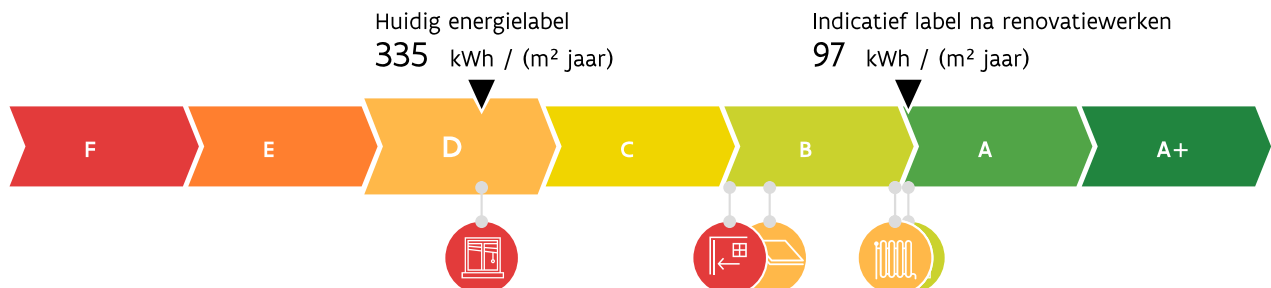 Huidig energielabel
335 kWh / (m² jaar)
Indicatief label na renovatiewerken
97 kWh / (m² jaar)
F E D C B A A+